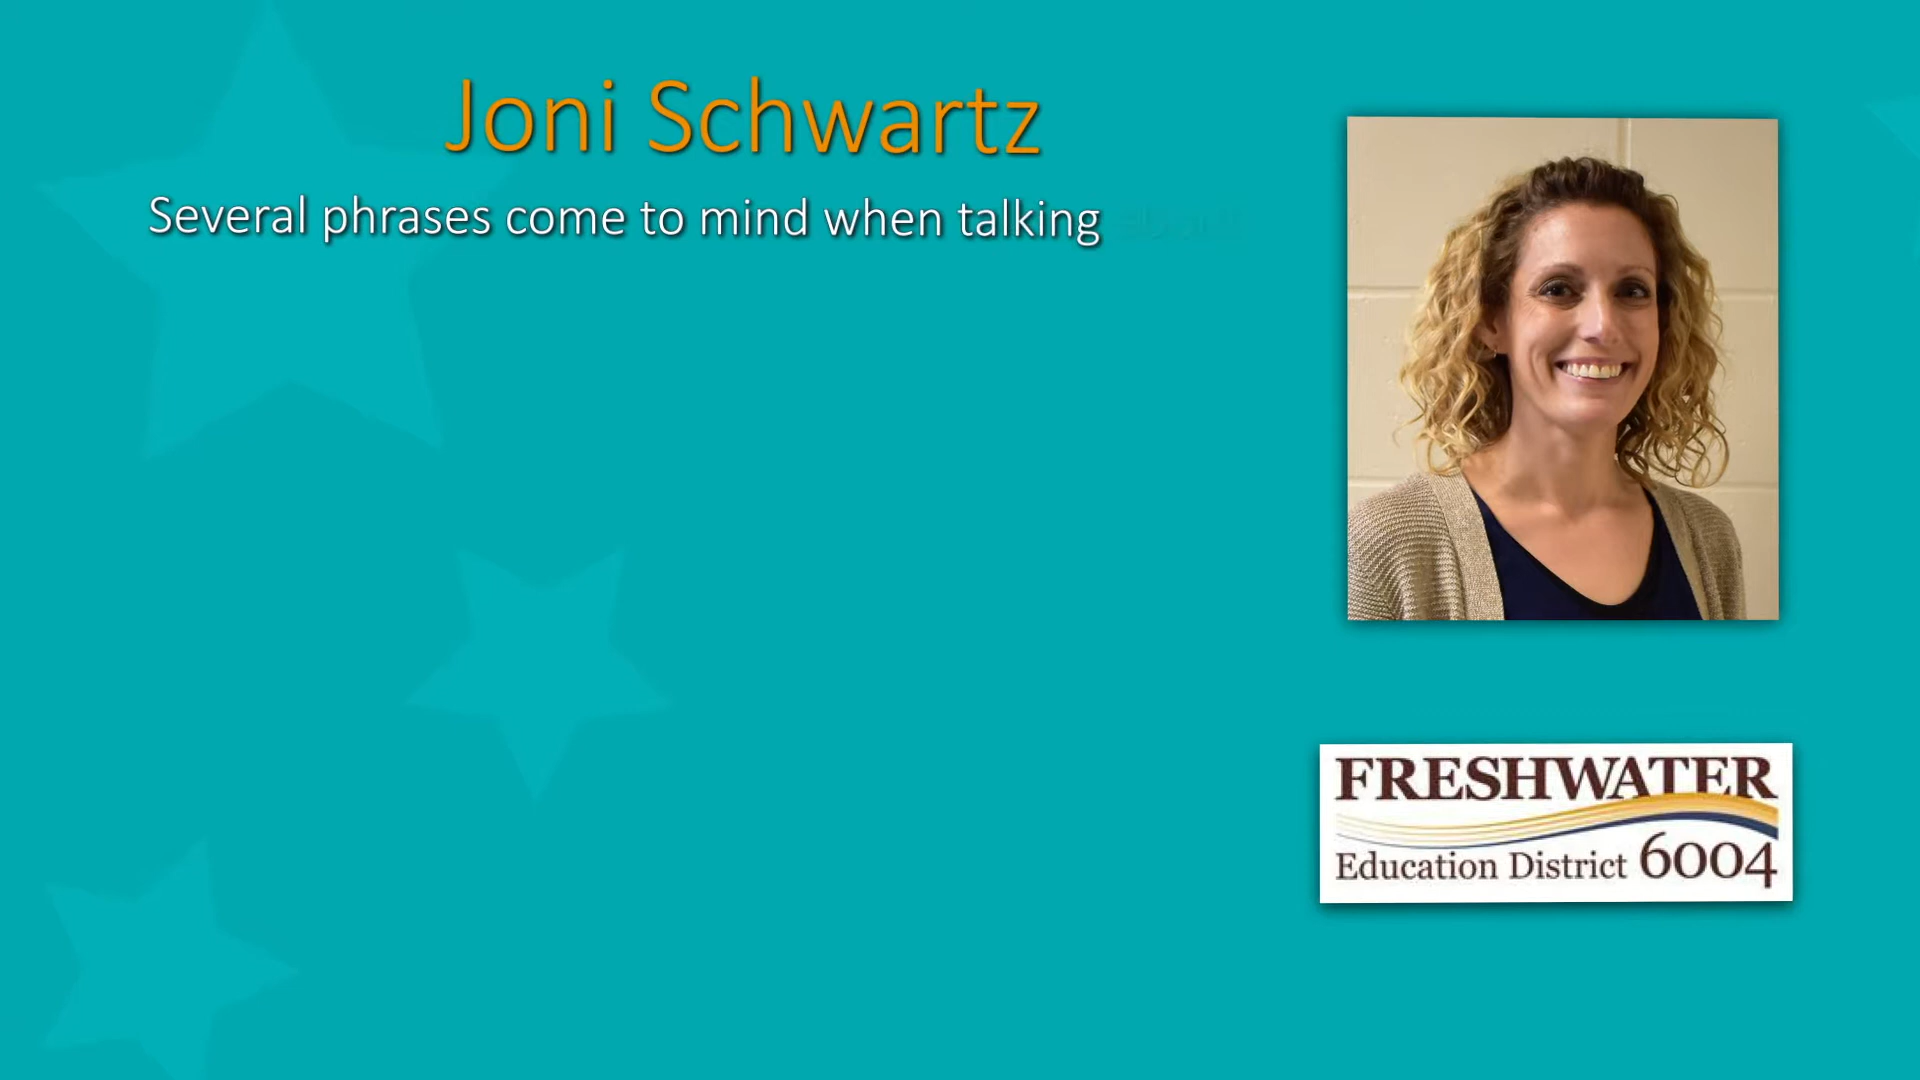 Joni Schwartz
Several phrases come to mind when talking
FRESHWATER
Education District 6004